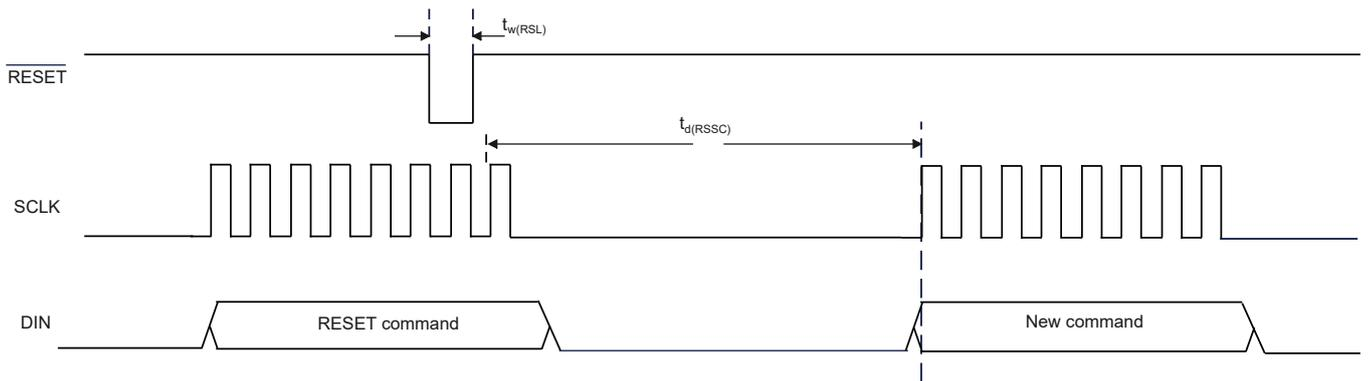 t_w(RSL)
RESET
t_d(RSSC)
SCLK
DIN
RESET command
New command